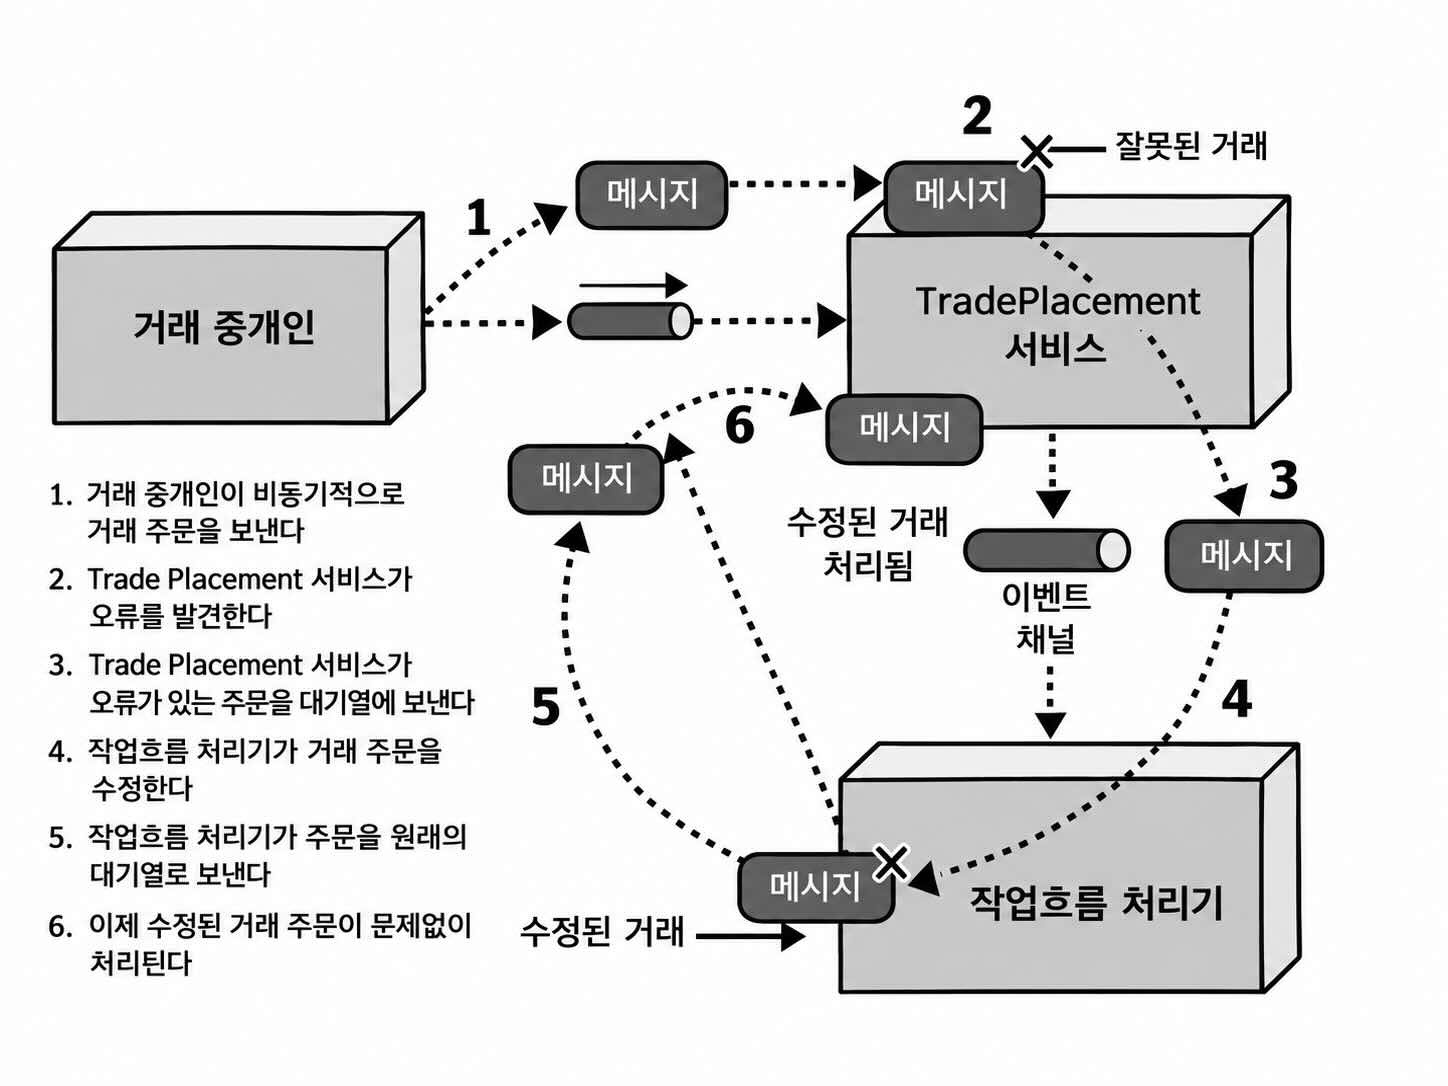 2
잘못된 거래
메시지
메시지
1
거래 중개인
TradePlacement
서비스
6
메시지
메시지
3
수정된 거래
처리됨
메시지
이벤트
채널
5
4
메시지
작업흐름 처리기
수정된 거래
1. 거래 중개인이 비동기적으로
거래 주문을 보낸다
2. Trade Placement 서비스가
오류를 발견한다
3. Trade Placement 서비스가
오류가 있는 주문을 대기열에 보낸다
4. 작업흐름 처리기가 거래 주문을
수정한다
5. 작업흐름 처리기가 주문을 원래의
대기열로 보낸다
6. 이제 수정된 거래 주문이 문제없이
처리틴다